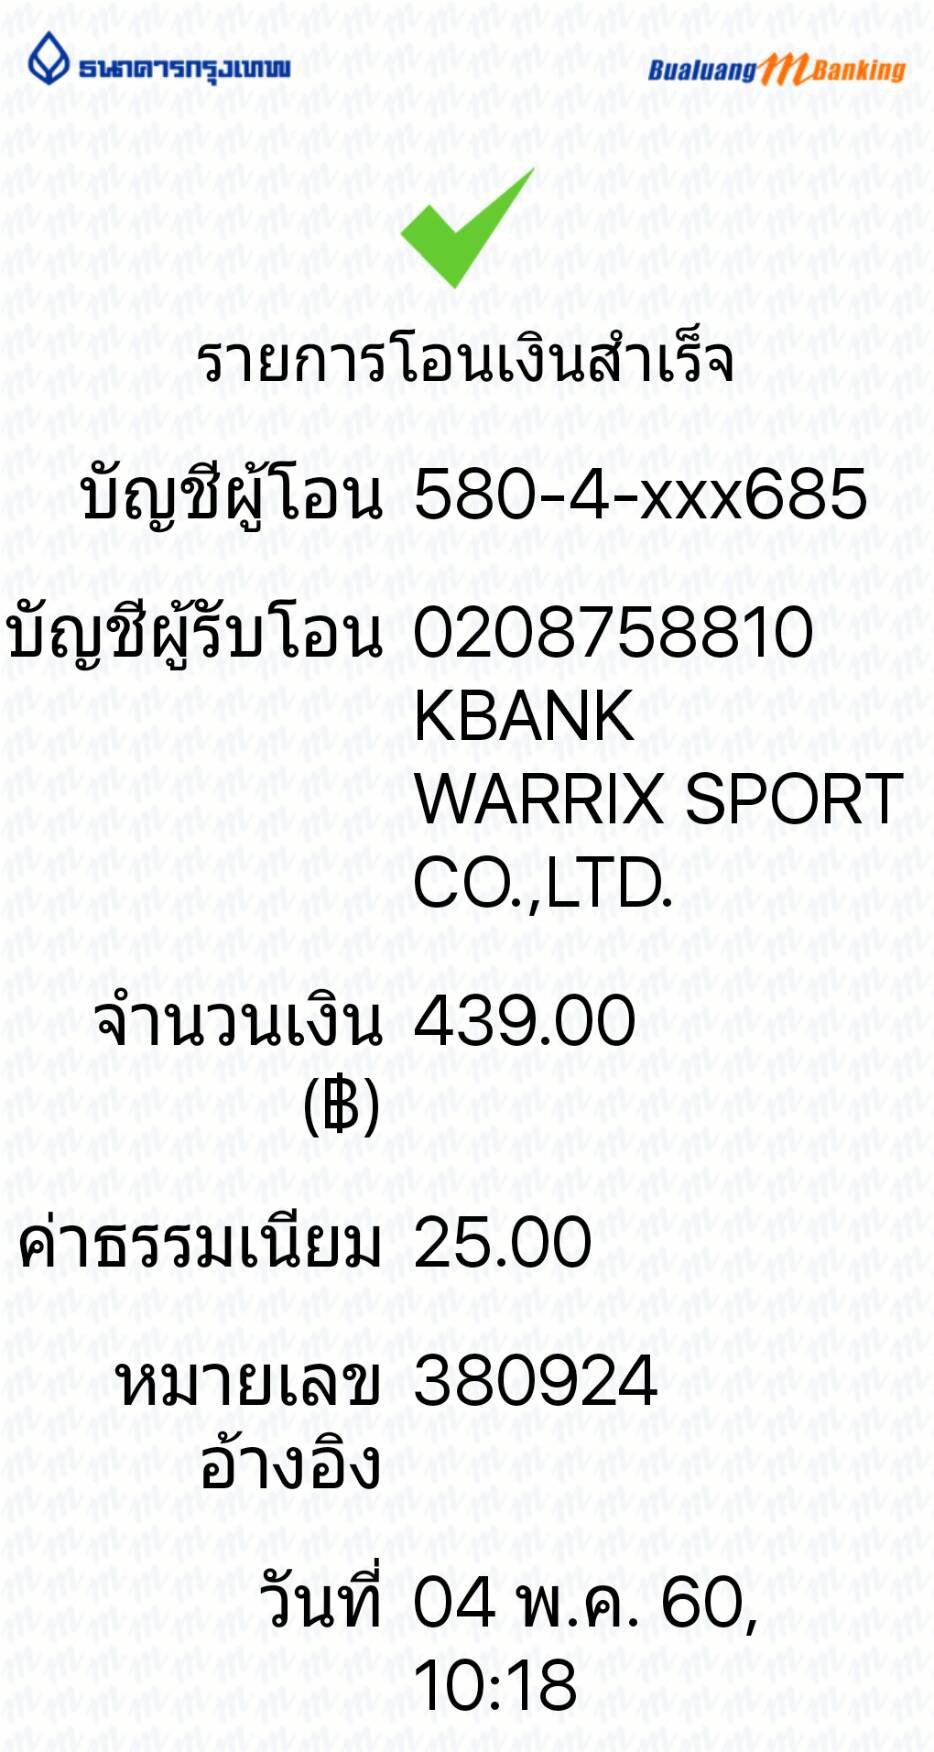 ธนาคารกรุงเทพ
Bualuang mBanking
รายการโอนเงินสำเร็จ
บัญชีผู้โอน 580-4-xxx685
บัญชีผู้รับโอน 0208758810
KBANK
WARRIX SPORT
CO.,LTD.
จำนวนเงิน 439.00
(฿)
ค่าธรรมเนียม 25.00
หมายเลข 380924
อ้างอิง
วันที่ 04 พ.ค. 60,
10:18